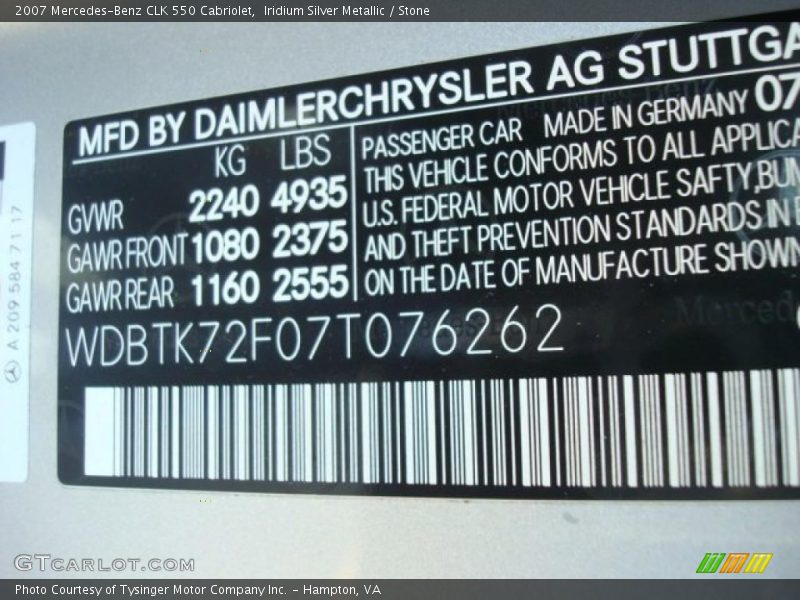 2007 Mercedes-Benz CLK 550 Cabriolet,  Iridium Silver Metallic / Stone
MFD BY DAIMLERCHRYSLER AG STUTTGA
KG LBS
GVWR 2240 4935
GAWR FRONT 1080 2375
GAWR REAR 1160 2555
PASSENGER CAR MADE IN GERMANY 07
THIS VEHICLE CONFORMS TO ALL APPLICA
U.S. FEDERAL MOTOR VEHICLE SAFTY,BUM
AND THEFT PREVENTION STANDARDS IN
ON THE DATE OF MANUFACTURE SHOWN
WDBTK72F07T076262
A 209 584 71 17
GTCARLOT.COM
Photo Courtesy of Tysinger Motor Company Inc. - Hampton, VA